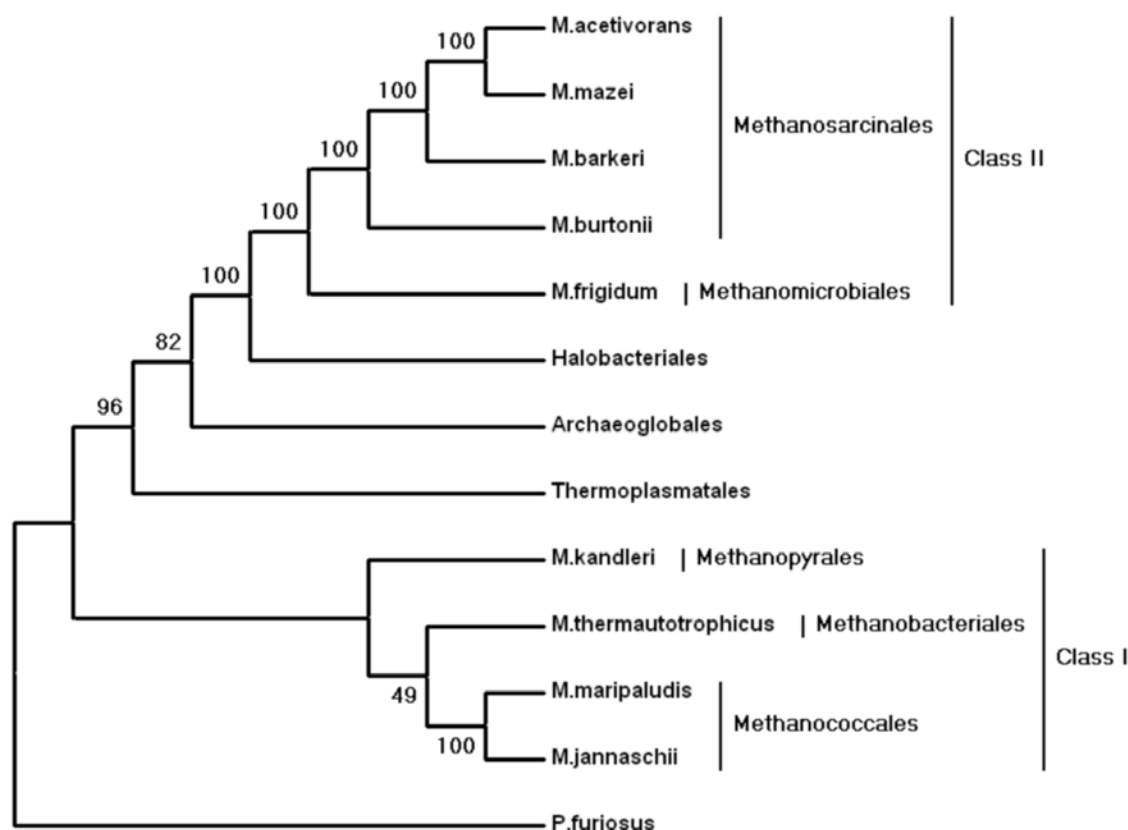 100
M.acetivorans
100
M.mazei
Methanosarcinales
100
M.barkeri
Class II
100
M.burtonii
100
M.frigidum | Methanomicrobiales
82
Halobacteriales
96
Archaeoglobales
Thermoplasmatales
M.kandleri | Methanopyrales
M.thermautotrophicus | Methanobacteriales
Class I
49
M.maripaludis
Methanococcales
100
M.jannaschii
P.furiosus